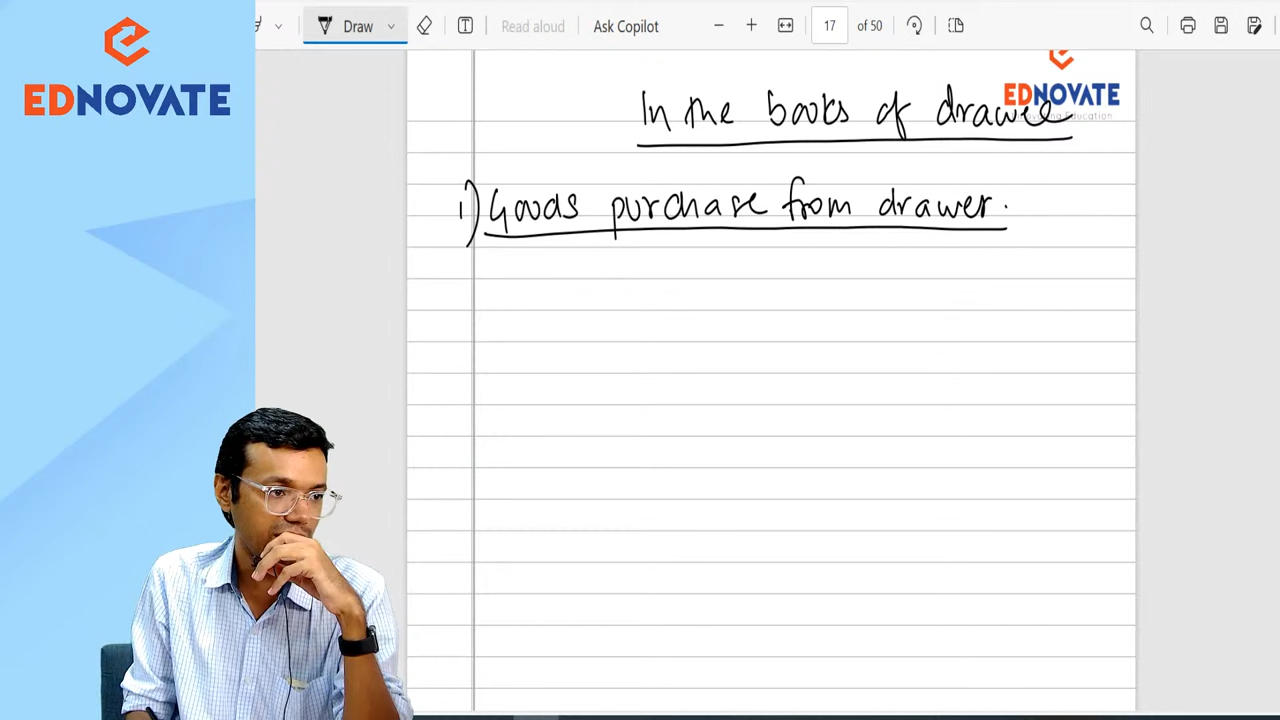 Draw
Read aloud
Ask Copilot
17
of 50
EDNOVATE
EDNOVATE
Education
In the books of drawee
1) Goods purchase from drawer.